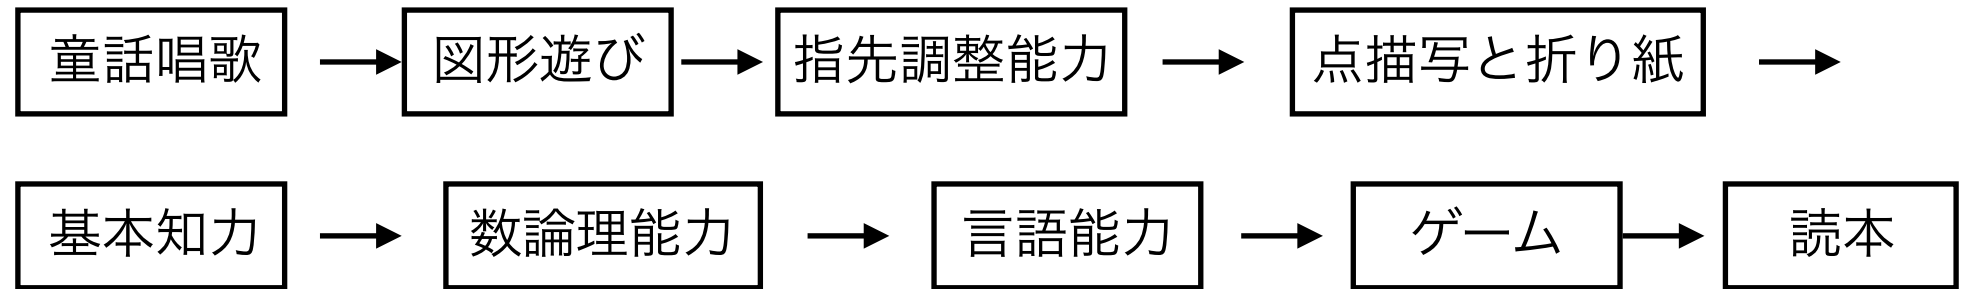 童話唱歌 図形遊び 指先調整能力 点描写と折り紙
基本知力 数論理能力 言語能力 ゲーム 読本